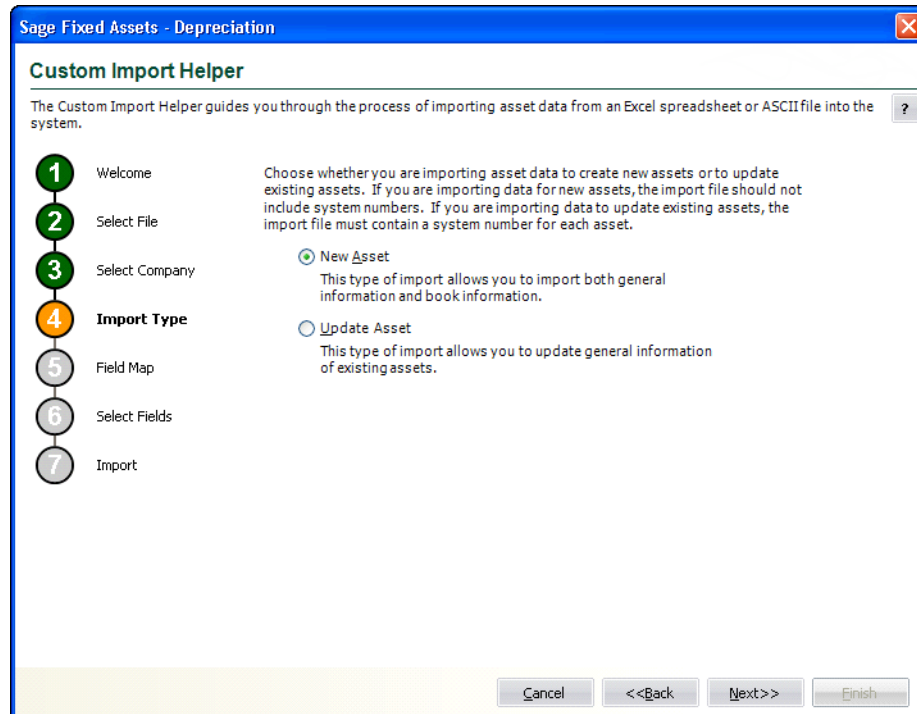 Sage Fixed Assets - Depreciation
Custom Import Helper
The Custom Import Helper guides you through the process of importing asset data from an Excel spreadsheet or ASCII file into the
system.
?
1 Welcome
2 Select File
3 Select Company
4 Import Type
5 Field Map
6 Select Fields
7 Import
Choose whether you are importing asset data to create new assets or to update
existing assets. If you are importing data for new assets, the import file should not
include system numbers. If you are importing data to update existing assets, the
import file must contain a system number for each asset.
New Asset
This type of import allows you to import both general
information and book information.
Update Asset
This type of import allows you to update general information
of existing assets.
Cancel <<Back Next>> Finish